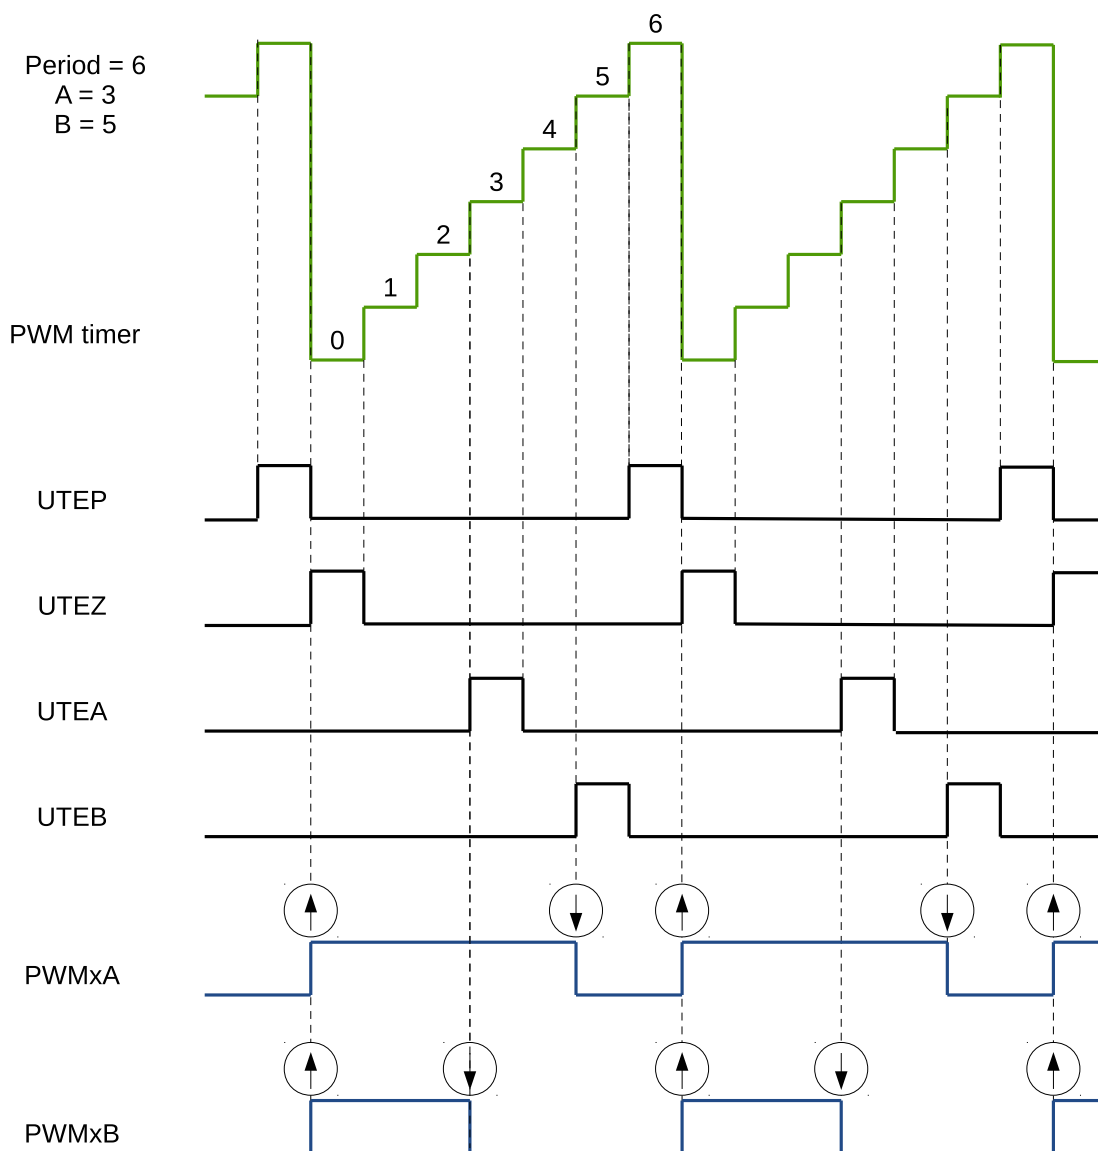 6
Period = 6
A = 3
B = 5
5
4
3
2
1
0
PWM timer
UTEP
UTEZ
UTEA
UTEB
PWMxA
PWMxB